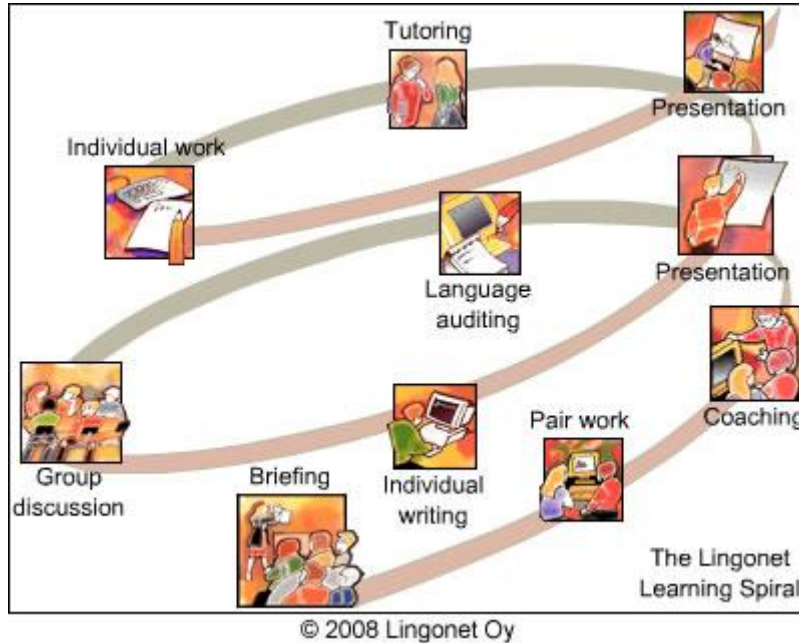 Tutoring
Presentation
Individual work
Language
auditing
Presentation
Coaching
Pair work
Group
discussion
Briefing
Individual
writing
The Lingonet
Learning Spiral
© 2008 Lingonet Oy